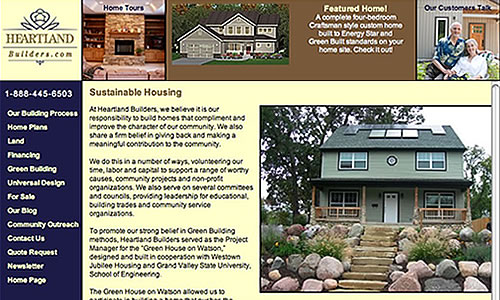 HEARTLAND
Builders.com
Home Tours
Featured Home!
A complete four-bedroom
Craftsman style custom home
built to Energy Star and
Green Built standards on your
home site. Check it out!
Our Customers Talk
1-888-445-6503
Our Building Process
Home Plans
Land
Financing
Green Building
Universal Design
For Sale
Our Blog
Community Outreach
Contact Us
Quote Request
Newsletter
Home Page
Sustainable Housing
At Heartland Builders, we believe it is our
responsibility to build homes that compliment and
improve the character of our community. We also
share a firm belief in giving back and making a
meaningful contribution to the community.
We do this in a number of ways, volunteering our
time, labor and capital to support a range of worthy
causes, community projects and non-profit
organizations. We also serve on several committees
and councils, providing leadership for educational,
building trades and community service
organizations.
To promote our strong belief in Green Building
methods, Heartland Builders served as the Project
Manager for the "Green House on Watson,"
designed and built in cooperation with Westown
Jubilee Housing and Grand Valley State University,
School of Engineering.
The Green House on Watson allowed us to
participate in building a home that pushes the